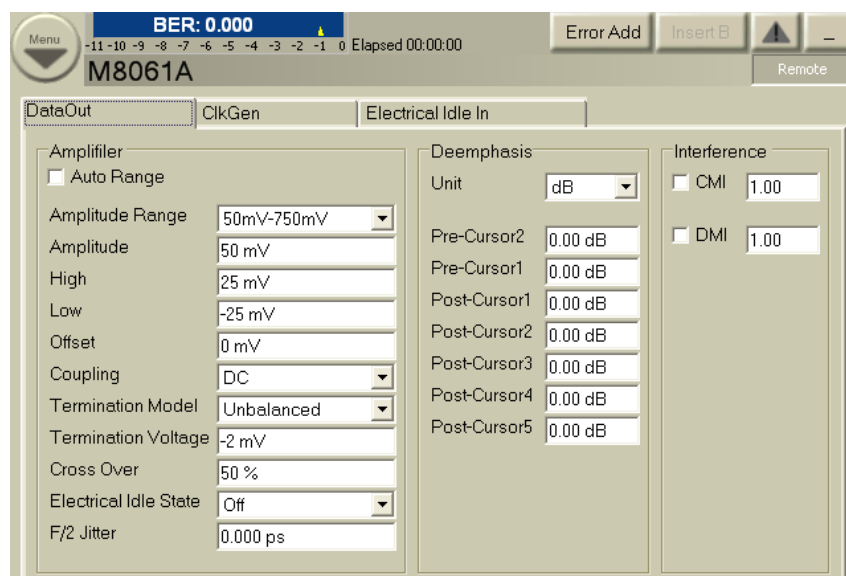 Menu
BER: 0.000
-11 -10 -9 -8 -7 -6 -5 -4 -3 -2 -1 0 Elapsed 00:00:00
Error Add
Insert B
_
M8061A
Remote
DataOut
ClkGen
Electrical Idle In
Amplifiler
Auto Range
Amplitude Range 50mV-750mV
Amplitude 50 mV
High 25 mV
Low -25 mV
Offset 0 mV
Coupling DC
Termination Model Unbalanced
Termination Voltage -2 mV
Cross Over 50 %
Electrical Idle State Off
F/2 Jitter 0.000 ps
Deemphasis
Unit dB
Pre-Cursor2 0.00 dB
Pre-Cursor1 0.00 dB
Post-Cursor1 0.00 dB
Post-Cursor2 0.00 dB
Post-Cursor3 0.00 dB
Post-Cursor4 0.00 dB
Post-Cursor5 0.00 dB
Interference
CMI 1.00
DMI 1.00